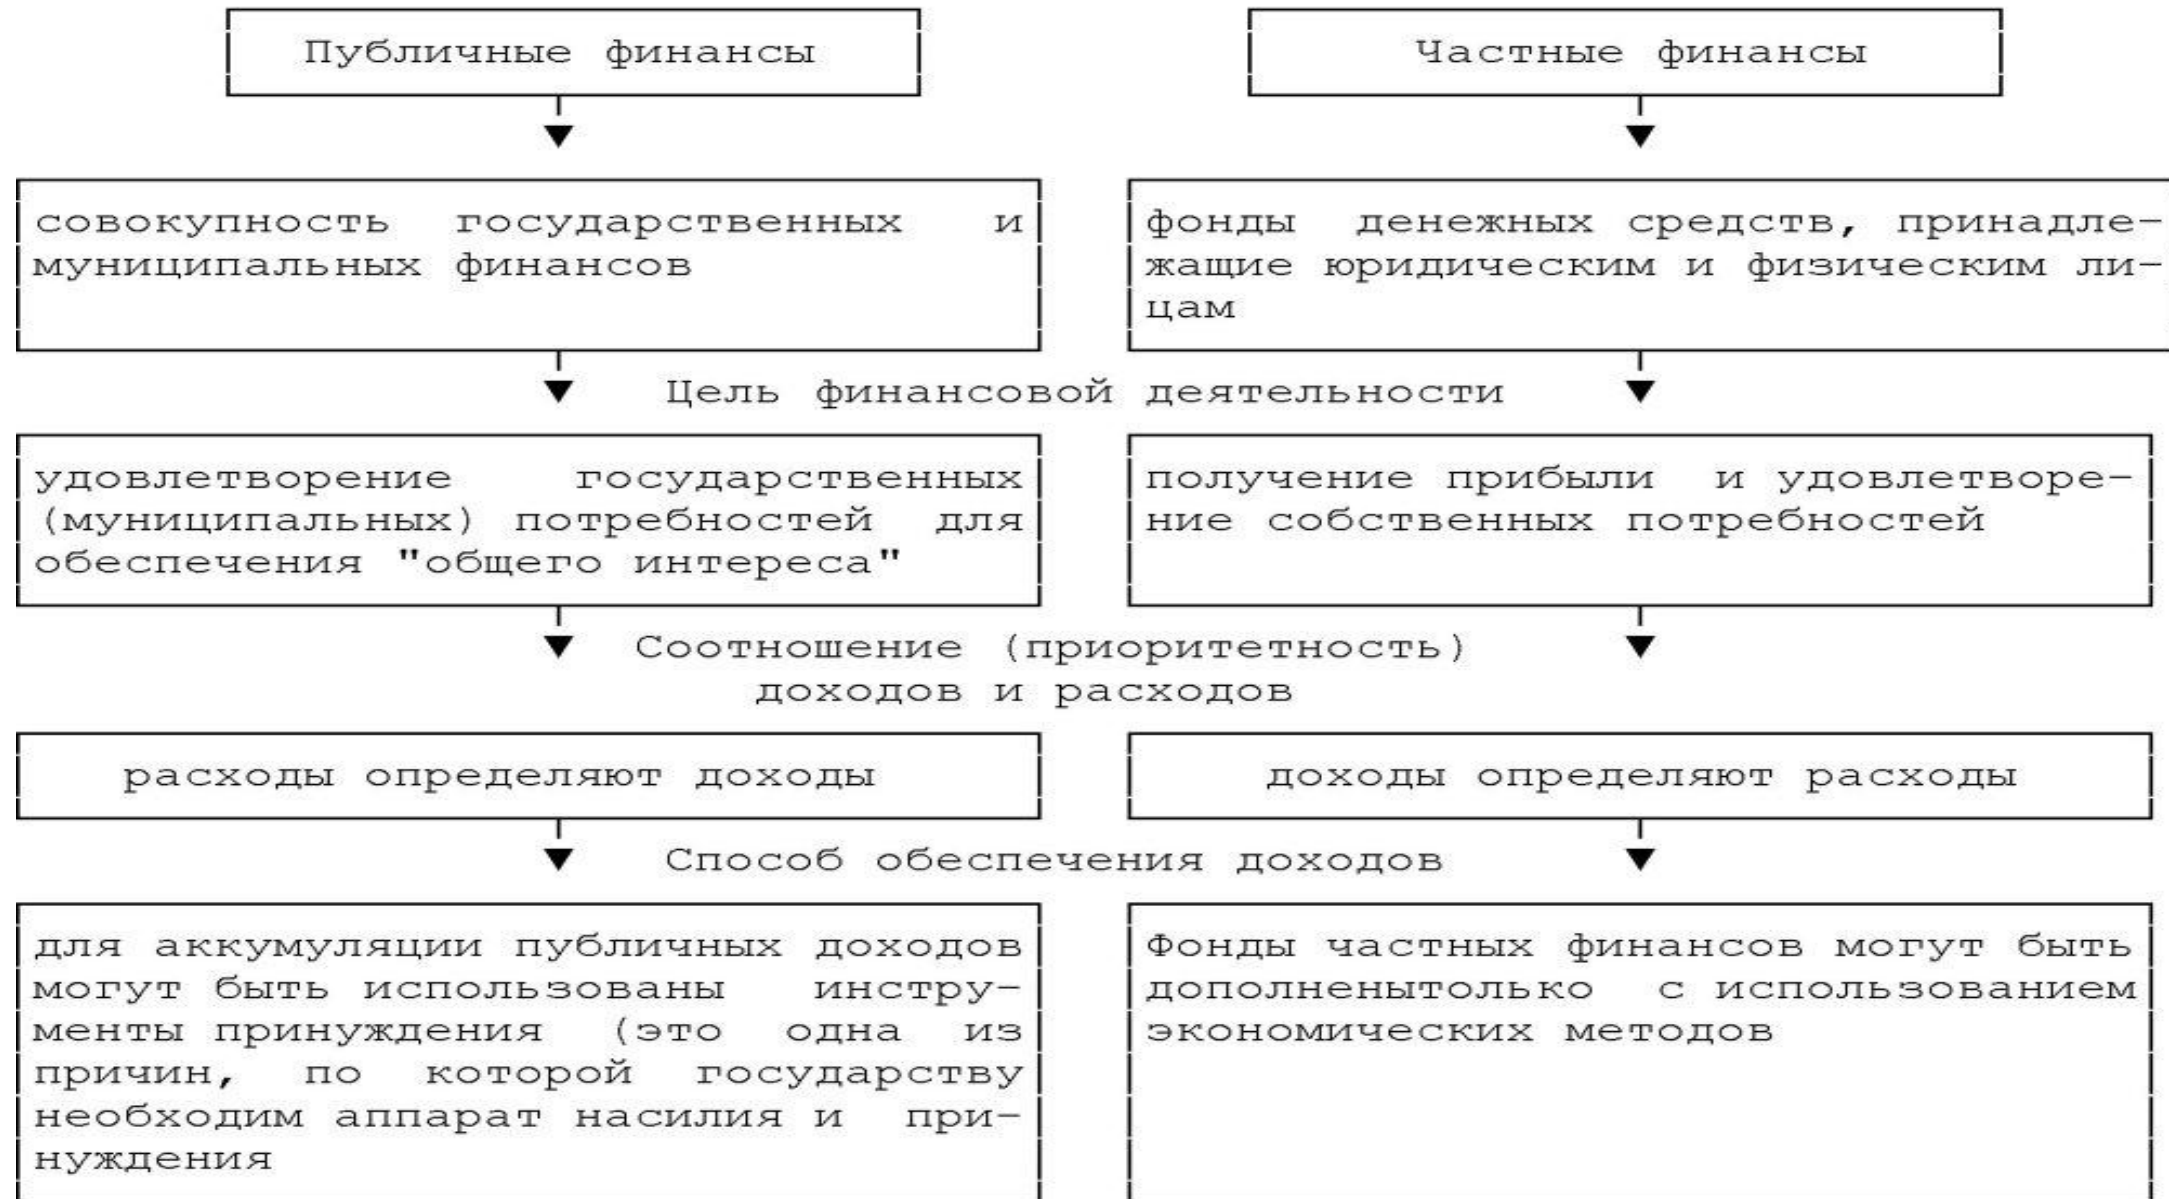 Публичные финансы
Частные финансы
совокупность государственных и
муниципальных финансов
фонды денежных средств, принадле-
жащие юридическим и физическим ли-
цам
Цель финансовой деятельности
удовлетворение государственных
(муниципальных) потребностей для
обеспечения "общего интереса"
получение прибыли и удовлетворе-
ние собственных потребностей
Соотношение (приоритетность)
доходов и расходов
расходы определяют доходы
доходы определяют расходы
Способ обеспечения доходов
для аккумуляции публичных доходов
могут быть использованы инстру-
менты принуждения (это одна из
причин, по которой государству
необходим аппарат насилия и при-
нуждения
Фонды частных финансов могут быть
дополненытолько с использованием
экономических методов